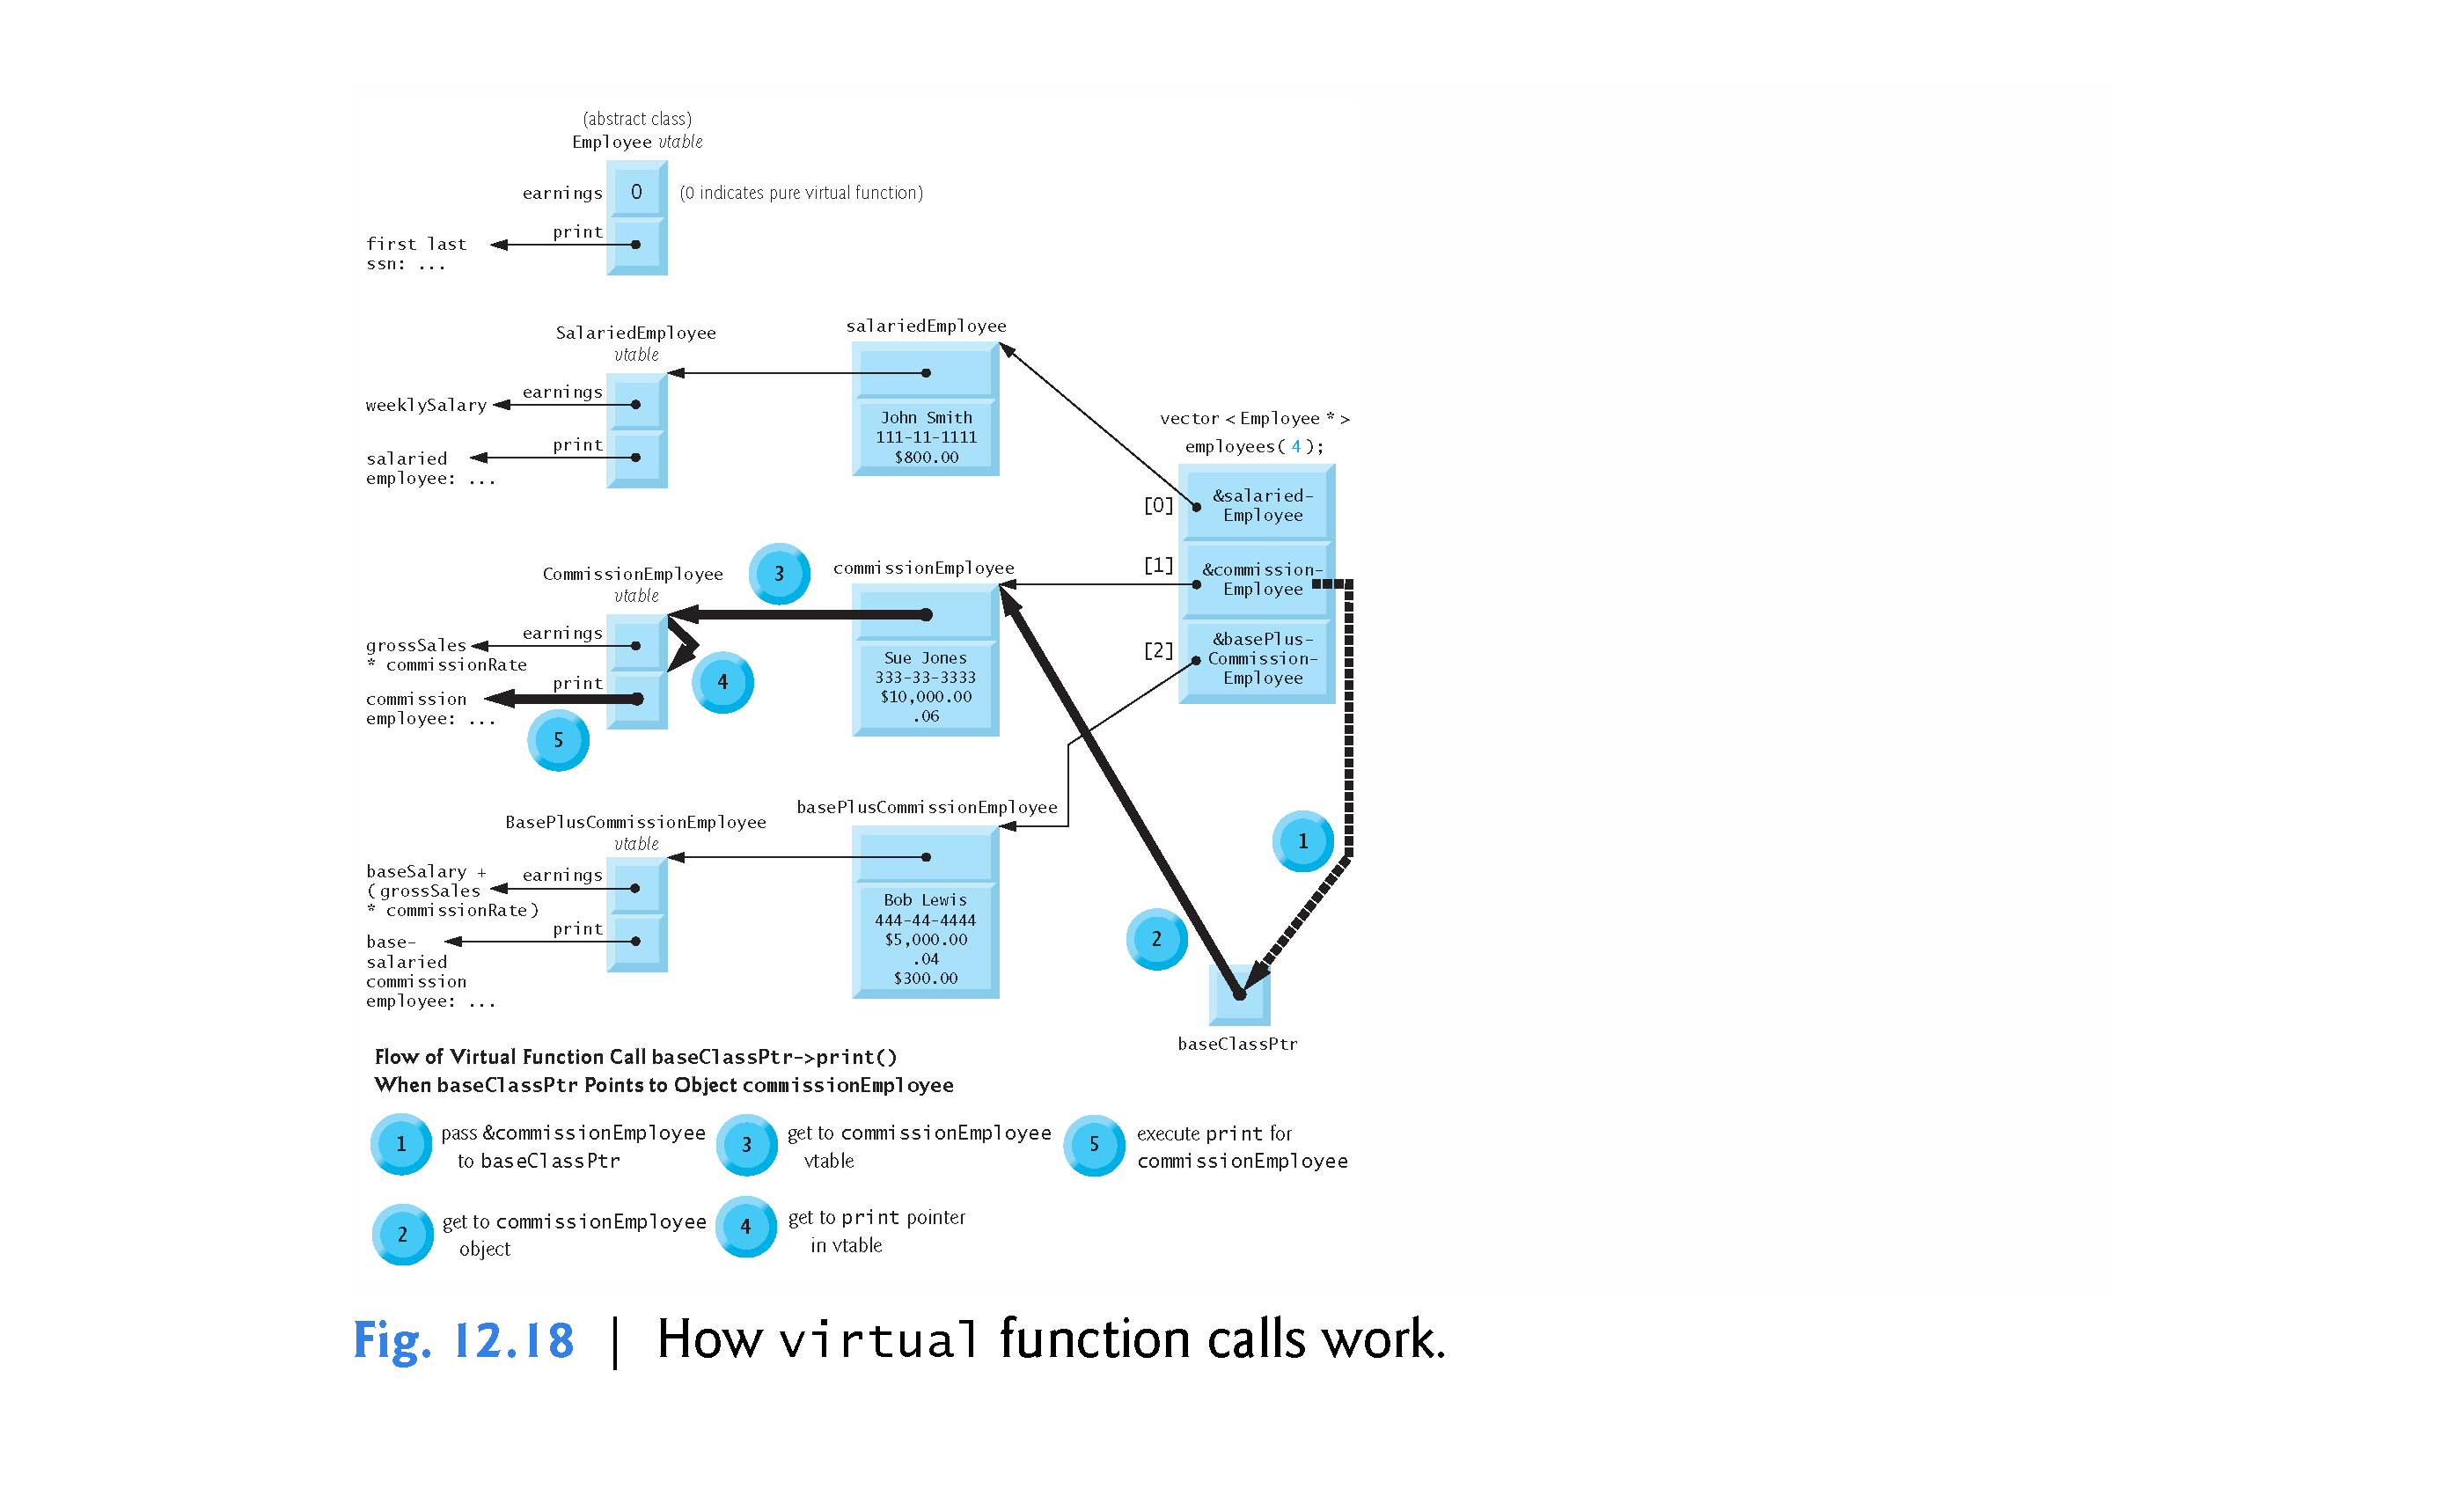 (abstract class)
Employee vtable
earnings
0
(0 indicates pure virtual function)
print
first last
ssn: ...
SalariedEmployee
vtable
earnings
weeklySalary
print
salaried
employee: ...
salariedEmployee
John Smith
111-11-1111
$800.00
vector < Employee * >
employees( 4 );
[0]
&salaried-
Employee
[1]
&commission-
Employee
[2]
&basePlus-
Commission-
Employee
CommissionEmployee
vtable
3
earnings
grossSales
* commissionRate
print
4
commission
employee: ...
5
commissionEmployee
Sue Jones
333-33-3333
$10,000.00
.06
BasePlusCommissionEmployee
vtable
baseSalary +
earnings
(grossSales
* commissionRate)
print
base-
salaried
commission
employee: ...
basePlusCommissionEmployee
Bob Lewis
444-44-4444
$5,000.00
.04
$300.00
1
2
baseClassPtr
Flow of Virtual Function Call baseClassPtr->print()
When baseClassPtr Points to Object commissionEmployee
1
pass &commissionEmployee
to baseClassPtr
2
get to commissionEmployee
object
3
get to commissionEmployee
vtable
4
get to print pointer
in vtable
5
execute print for
commissionEmployee
Fig. 12.18 | How virtual function calls work.